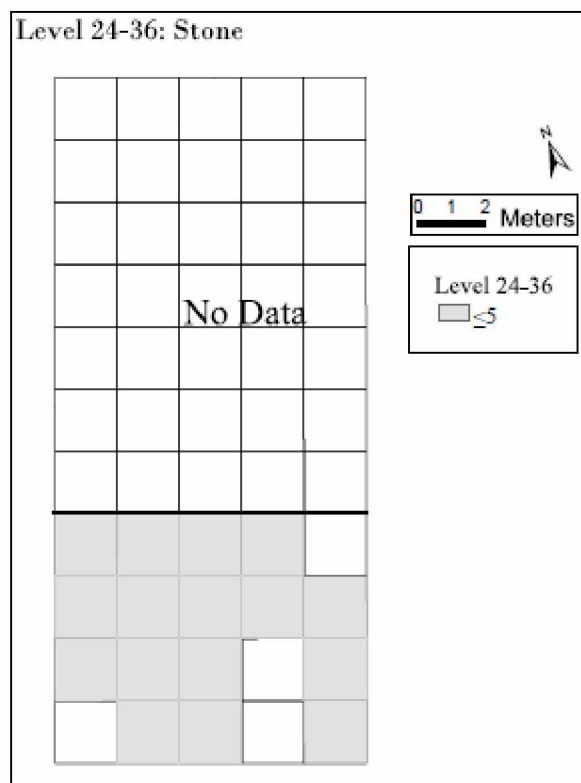 Level 24-36: Stone
N
0 1 2 Meters
No Data
Level 24-36
≤5